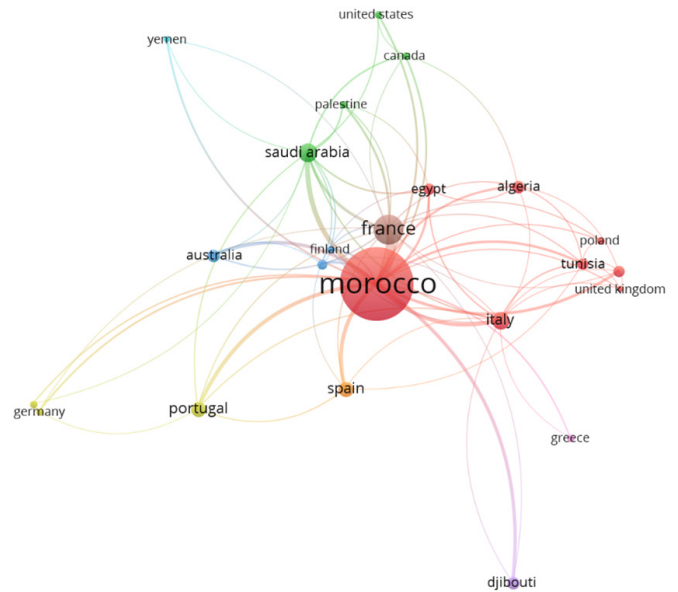 united states
yemen
canada
palestine
saudi arabia
egypt
algeria
france
poland
finland
australia
tunisia
morocco
united kingdom
italy
spain
portugal
germany
greece
djibouti